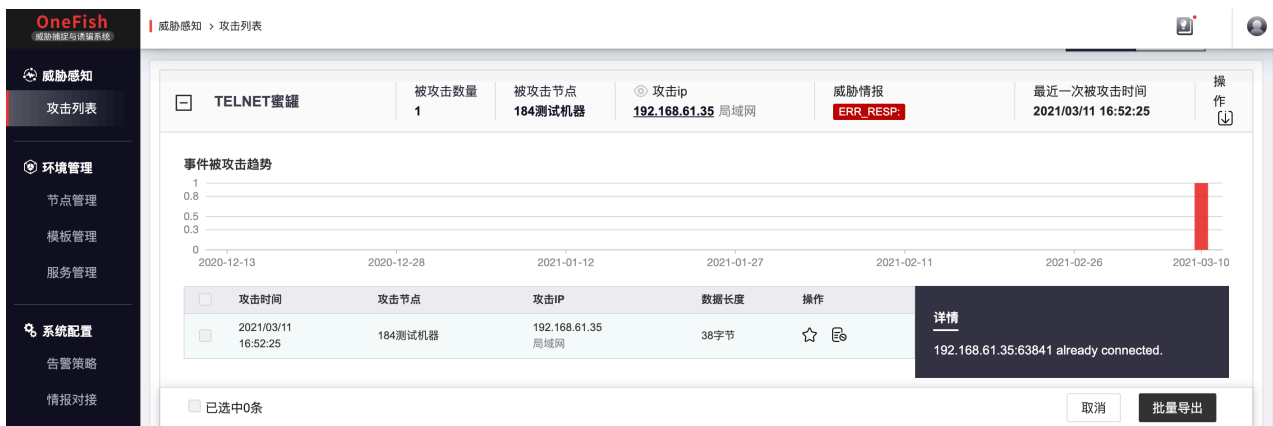 OneFish
威胁捕捉与诱骗系统
威胁感知 > 攻击列表
威胁感知
攻击列表
环境管理
节点管理
模板管理
服务管理
系统配置
告警策略
情报对接
TELNET蜜罐
被攻击数量
1
被攻击节点
184测试机器
攻击ip
192.168.61.35 局域网
威胁情报
ERR_RESP:
最近一次被攻击时间
2021/03/11 16:52:25
操
作
事件被攻击趋势
1
0.8
0.5
0.3
0
2020-12-13 2020-12-28 2021-01-12 2021-01-27 2021-02-11 2021-02-26 2021-03-10
攻击时间 攻击节点 攻击IP 数据长度 操作
2021/03/11
16:52:25
184测试机器
192.168.61.35
局域网
38字节
详情
192.168.61.35:63841 already connected.
已选中0条
取消
批量导出